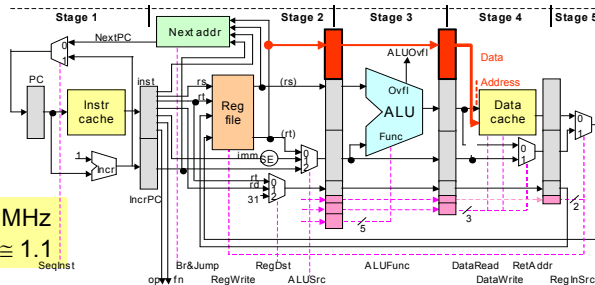 Stage 1
Stage 2
Stage 3
Stage 4
Stage 5
NextPC
Next addr
ALUOvfl
Data
Address
0
1
PC
inst
rs
rt
(rs)
Ovfl
Instr
cache
Reg
file
ALU
Data
cache
Func
(rt)
imm
SE
0
1
2
0
1
0
1
1
Incr
rt
rd
31
0
1
2
IncrPC
5
3
2
MHz
≅ 1.1
SeqInst
op
fn
Br&Jump
RegWrite
RegDst
ALUSrc
ALUFunc
DataRead
DataWrite
RetAddr
RegInSrc